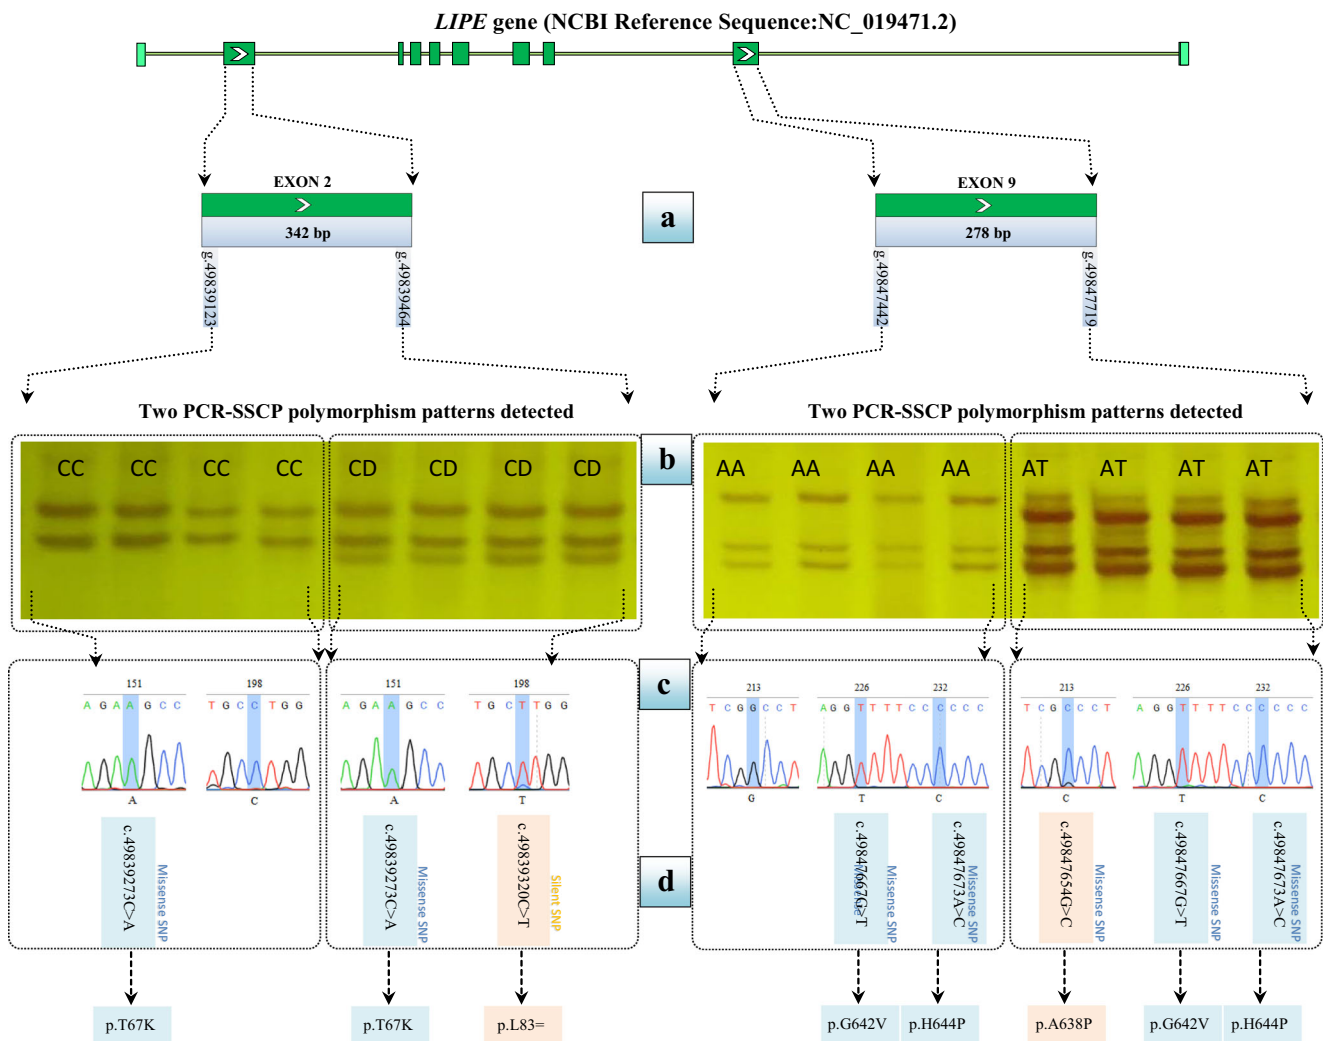 LIPE gene (NCBI Reference Sequence:NC_019471.2)
EXON 2
342 bp
g.49839123
g.49839464
a
EXON 9
278 bp
g.49847442
g.49847719
Two PCR-SSCP polymorphism patterns detected
Two PCR-SSCP polymorphism patterns detected
b
CC CC CC CC CD CD CD CD
AA AA AA AA AT AT AT AT
c
151
A G A A G C C
A
198
T G C C T G G
C
151
A G A A G C C
A
198
T G C T T G G
T
213
T C G G C C T
G
226 232
A G G T T T T C C C C C C
T C
213
T C G C C C T
C
226 232
A G G T T T T C C C C C C
T C
d
c.49839273C>A
Missense SNP
c.49839273C>A
Missense SNP
c.49839320C>T
Silent SNP
c.49847667G>T
Missense SNP
c.49847673A>C
Missense SNP
c.49847654G>C
Missense SNP
c.49847667G>T
Missense SNP
c.49847673A>C
Missense SNP
p.T67K
p.T67K
p.L83=
p.G642V
p.H644P
p.A638P
p.G642V
p.H644P